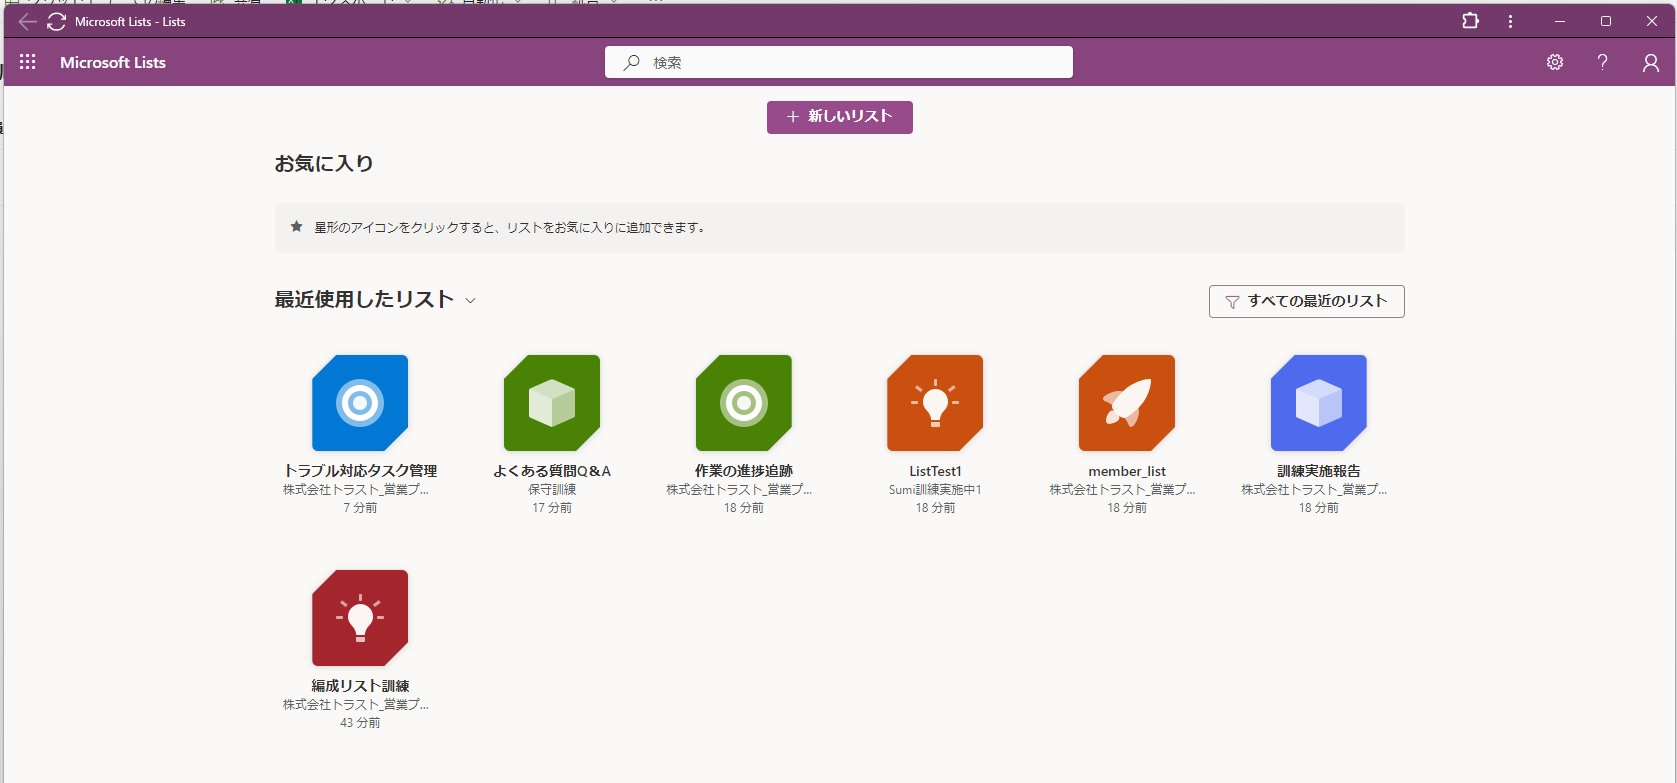 Microsoft Lists - Lists
Microsoft Lists
検索
新しいリスト
お気に入り
星形のアイコンをクリックすると、リストをお気に入りに追加できます。
最近使用したリスト
すべての最近のリスト
トラブル対応タスク管理
株式会社トラスト_営業プ...
7 分前
よくある質問Q&A
保守訓練
17 分前
作業の進捗追跡
株式会社トラスト_営業プ...
18 分前
ListTest1
Sumi訓練実施中1
18 分前
member_list
株式会社トラスト_営業プ...
18 分前
訓練実施報告
株式会社トラスト_営業プ...
18 分前
編成リスト訓練
株式会社トラスト_営業プ...
43 分前